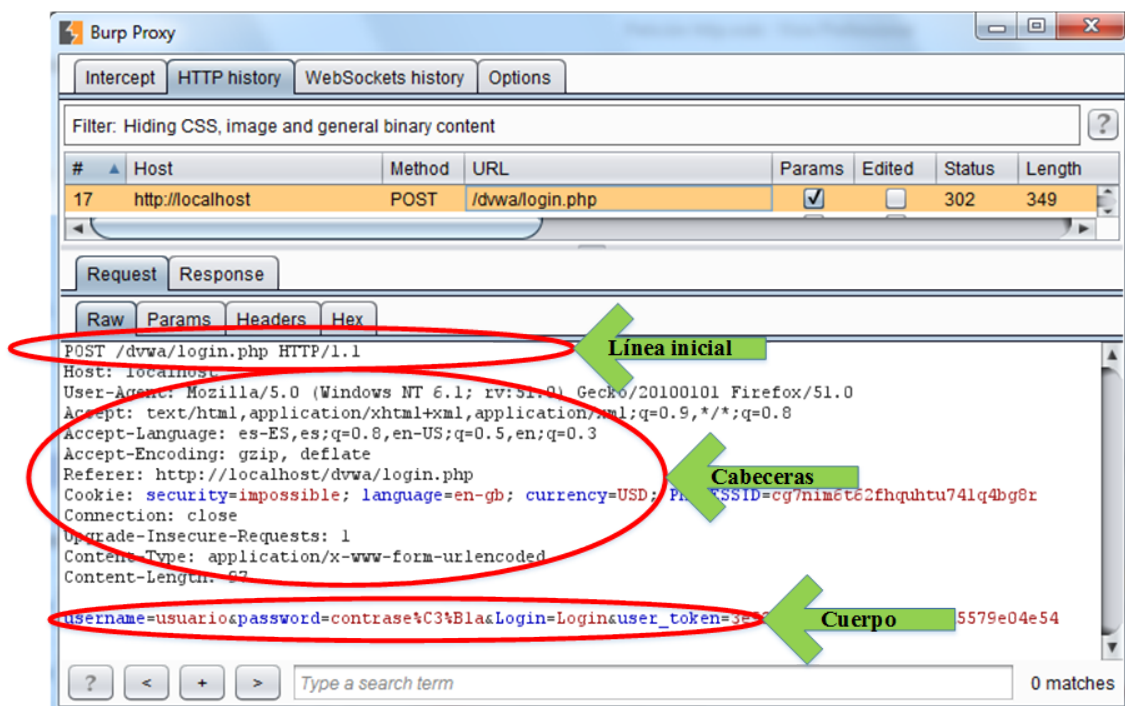 Burp Proxy
Intercept HTTP history WebSockets history Options
Filter: Hiding CSS, image and general binary content ?
# Host Method URL Params Edited Status Length
17 http://localhost POST /dvwa/login.php 302 349
Request Response
Raw Params Headers Hex
POST /dvwa/login.php HTTP/1.1
Línea inicial
Host: localhost
User-Agent: Mozilla/5.0 (Windows NT 6.1; rv:51.0) Gecko/20100101 Firefox/51.0
Accept: text/html,application/xhtml+xml,application/xml;q=0.9,*/*;q=0.8
Accept-Language: es-ES,es;q=0.8,en-US;q=0.5,en;q=0.3
Accept-Encoding: gzip, deflate
Referer: http://localhost/dvwa/login.php
Cabeceras
Cookie: security=impossible; language=en-gb; currency=USD; PHPSESSID=cg7nim6t62fhquhtu741q4bg8r
Connection: close
Upgrade-Insecure-Requests: 1
Content-Type: application/x-www-form-urlencoded
Content-Length: 97
username=usuario&password=contrase%C3%B1a&Login=Login&user_token= 5579e04e54
Cuerpo
? < + > Type a search term 0 matches